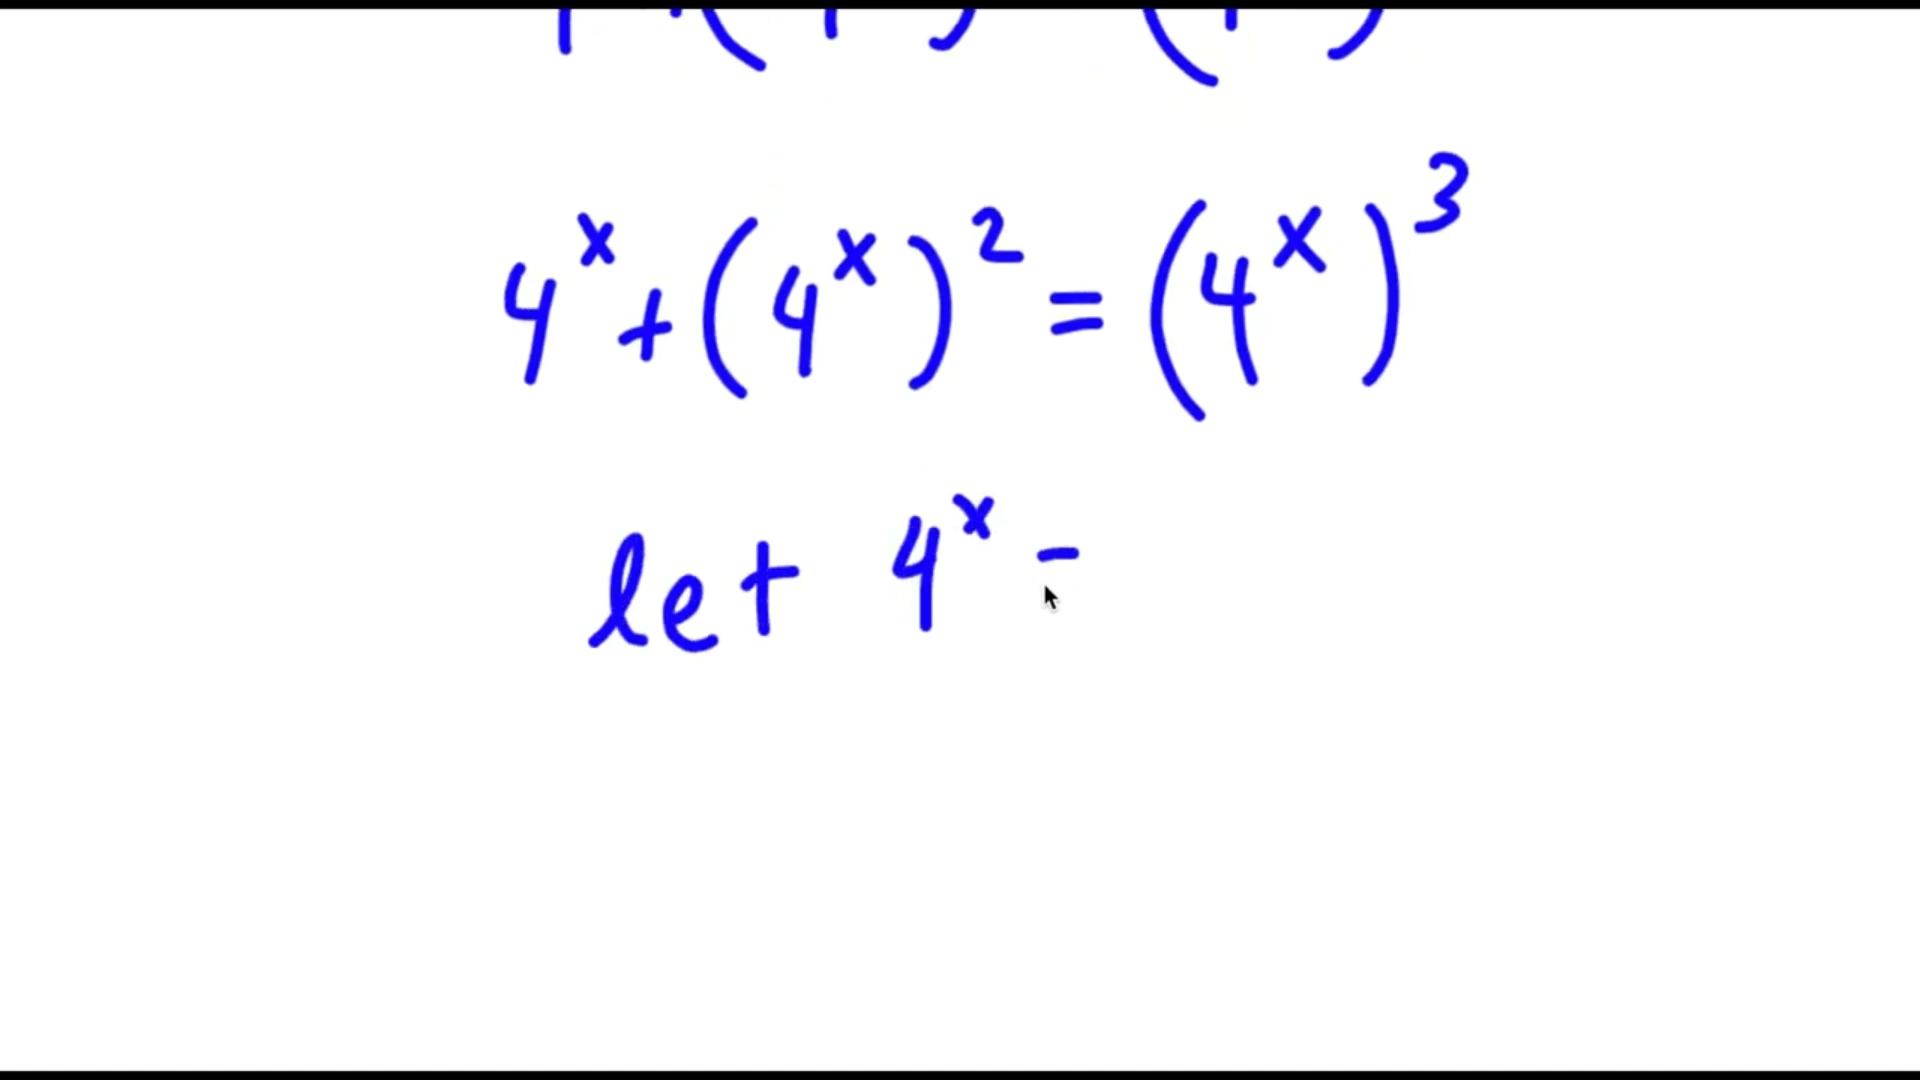 4^x + (4^x)^2 = (4^x)^3
let 4^x -